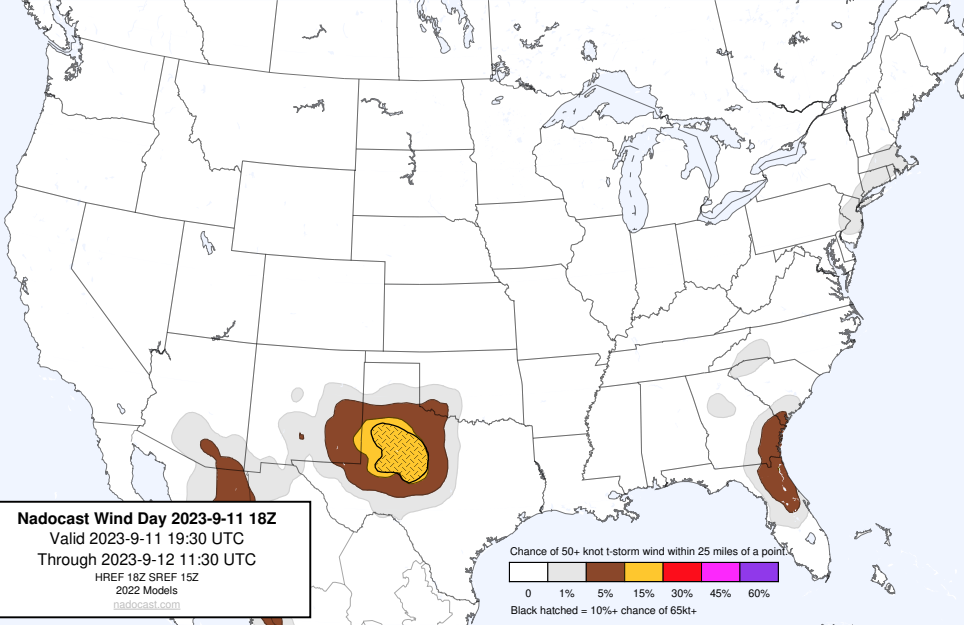 Nadocast Wind Day 2023-9-11 18Z
Valid 2023-9-11 19:30 UTC
Through 2023-9-12 11:30 UTC
HREF 18Z SREF 15Z
2022 Models
nadocast.com
Chance of 50+ knot t-storm wind within 25 miles of a point.
0 1% 5% 15% 30% 45% 60%
Black hatched = 10%+ chance of 65kt+